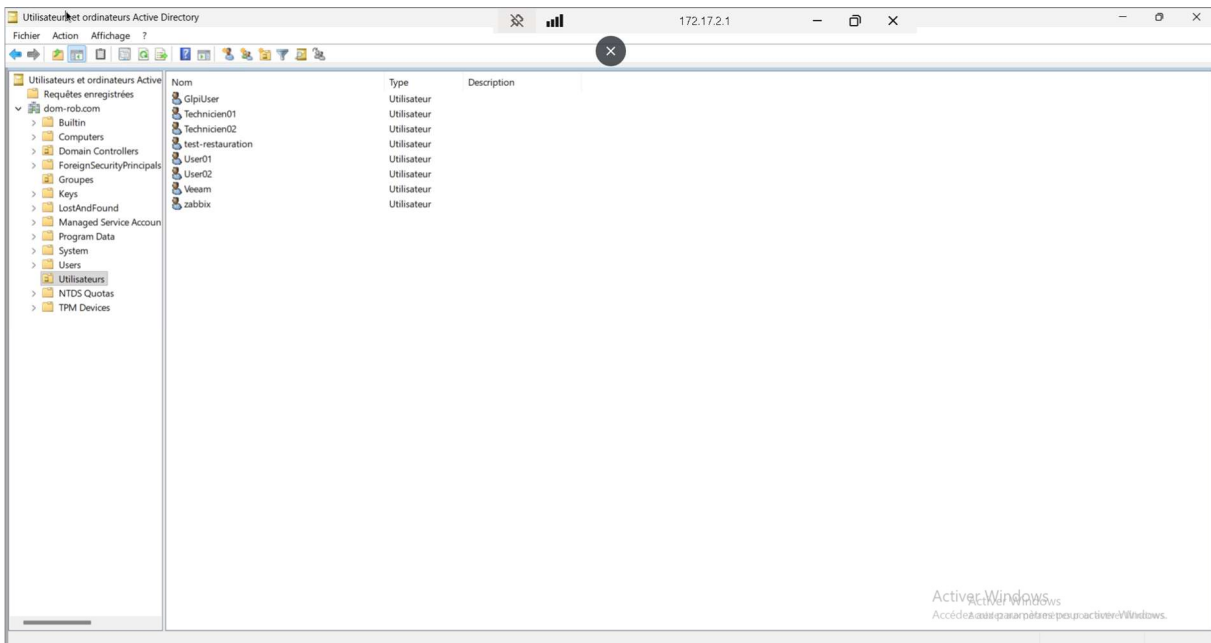 Utilisateurs et ordinateurs Active Directory
172.17.2.1
Fichier Action Affichage ?
Utilisateurs et ordinateurs Active
Requêtes enregistrées
dom-rob.com
Builtin
Computers
Domain Controllers
ForeignSecurityPrincipals
Groupes
Keys
LostAndFound
Managed Service Accoun
Program Data
System
Users
Utilisateurs
NTDS Quotas
TPM Devices
Nom Type Description
GlpiUser Utilisateur
Technicien01 Utilisateur
Technicien02 Utilisateur
test-restauration Utilisateur
User01 Utilisateur
User02 Utilisateur
Veeam Utilisateur
zabbix Utilisateur
Activer Windows